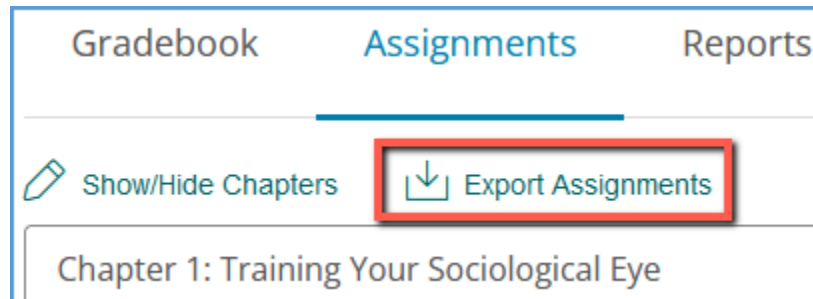 Gradebook Assignments Reports
Show/Hide Chapters Export Assignments
Chapter 1: Training Your Sociological Eye